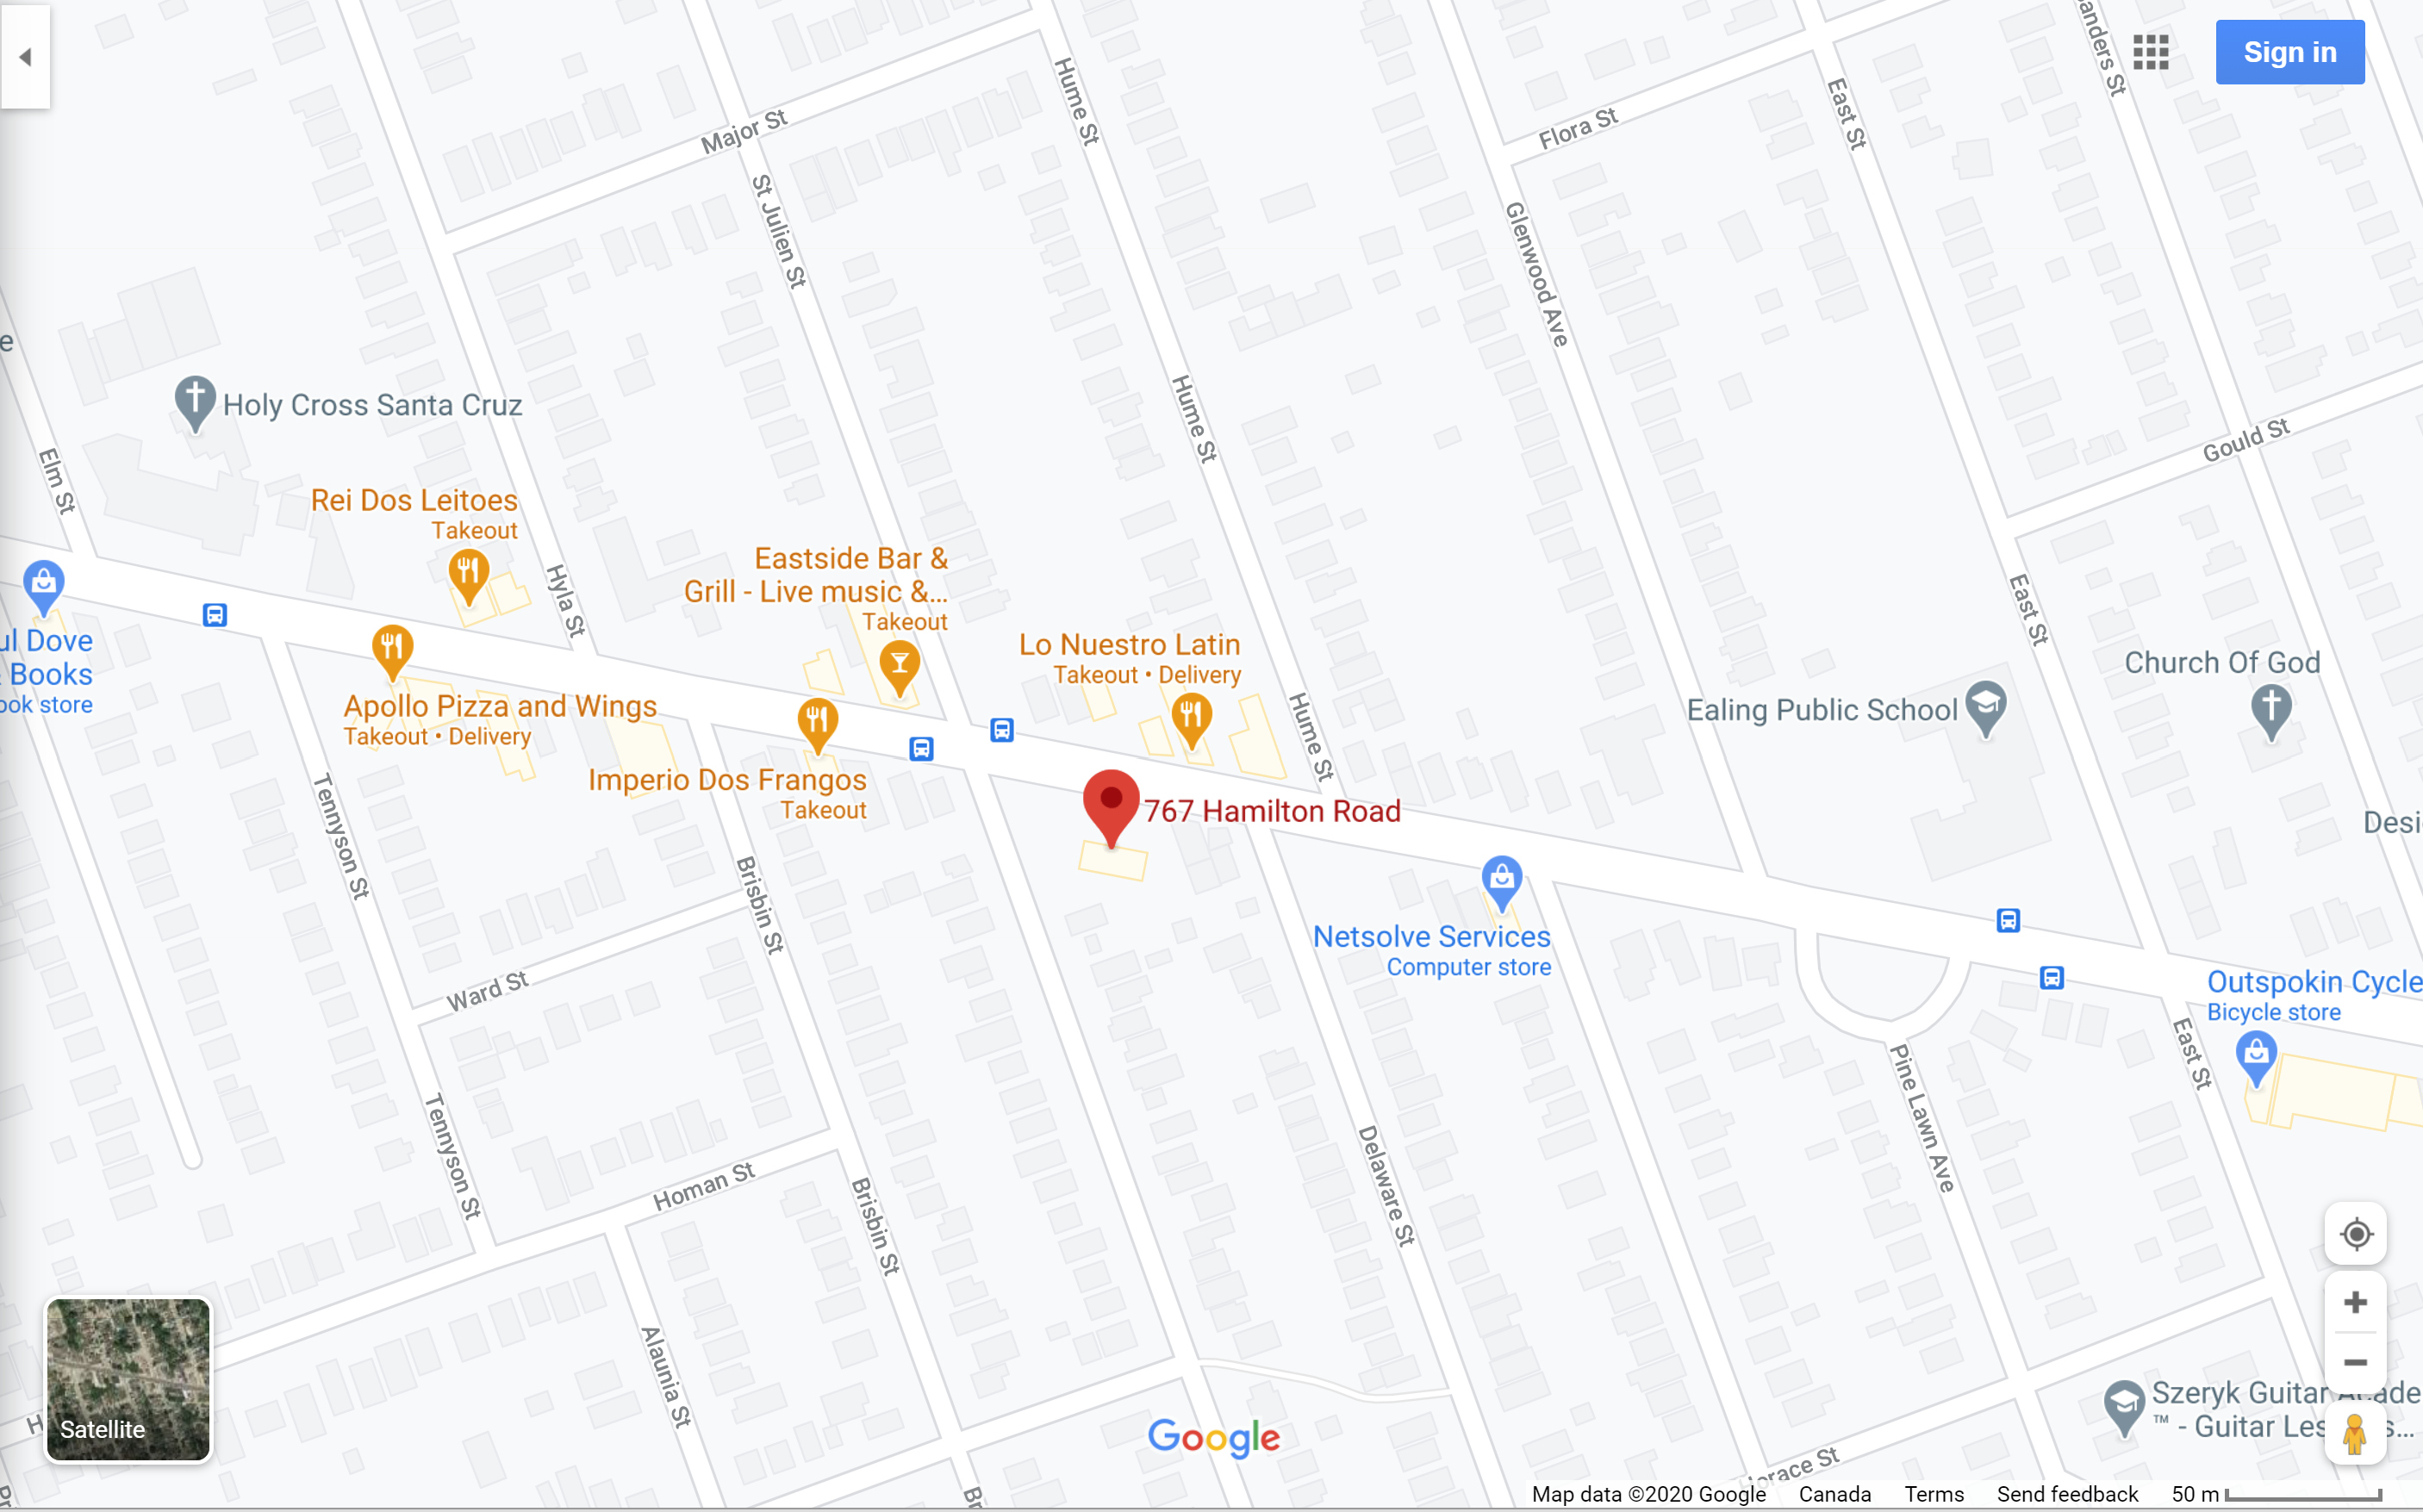 Sign in
anders St
Hume St
East St
Major St
Flora St
St Julien St
Glenwood Ave
e
Holy Cross Santa Cruz
Hume St
Gould St
Elm St
Rei Dos Leitoes
Takeout
Hyla St
Eastside Bar &
Grill - Live music &...
Takeout
East St
ul Dove
Books
ook store
Lo Nuestro Latin
Takeout • Delivery
Church Of God
Apollo Pizza and Wings
Takeout • Delivery
Hume St
Ealing Public School
Imperio Dos Frangos
Takeout
767 Hamilton Road
Desi
Tennyson St
Brisbin St
Netsolve Services
Computer store
Ward St
Outspokin Cycle
Bicycle store
East St
Pine Lawn Ave
Tennyson St
Homan St
Brisbin St
Delaware St
Alaunia St
H
Satellite
Szeryk Guitar Acade
™ - Guitar Les s...
Google
orace St
Br
Map data ©2020 Google Canada Terms Send feedback 50 m